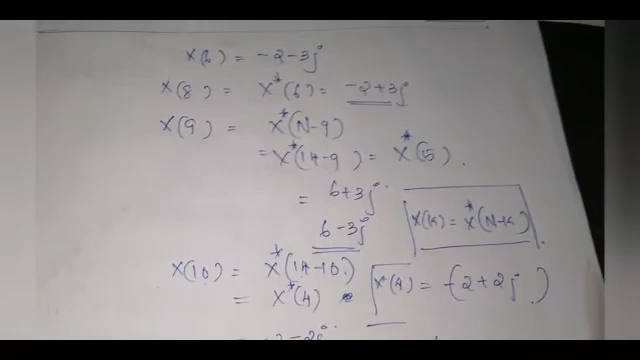 X(6) = -2-3j
X(8) = X*(6) = -2+3j
X(9) = X*(N-9)
= X*(14-9) = X*(5).
= 6+3j
6-3j
X(K) = X*(N-K)
X(10) = X*(14-10)
= X*(4)
X(4) = -(2+2j)
-2j